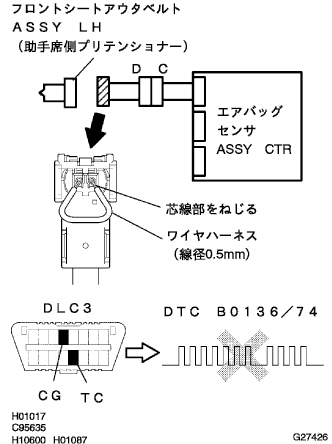 フロントシートアウタベルト
ASSY LH
(助手席側プリテンショナー)
D C
エアバッグ
センサ
ASSY CTR
芯線部をねじる
ワイヤハーネス
(線径0.5mm)
DLC3
DTC B0136/74
CG TC
H01017
C95635
H10600 H01087
G27426